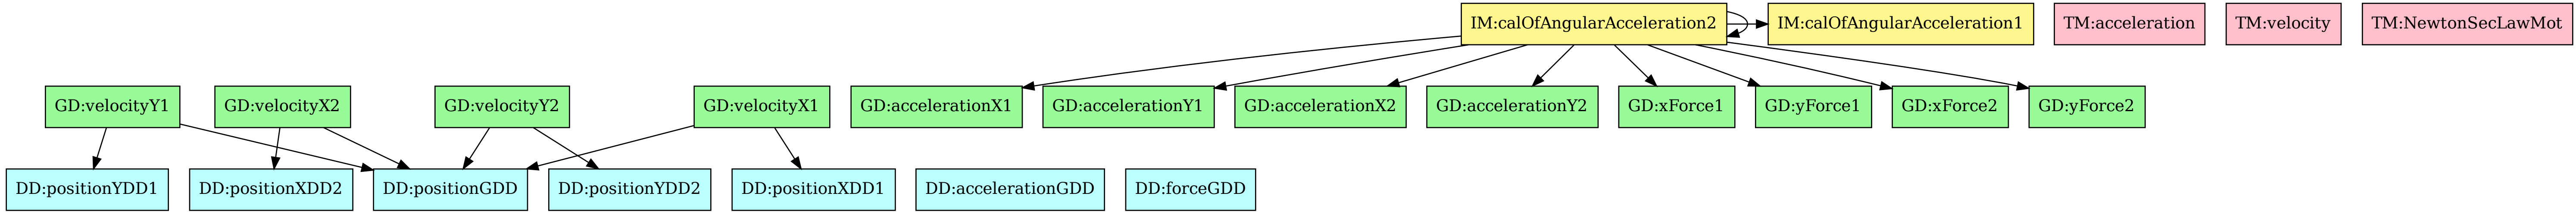 IM:calOfAngularAcceleration2
IM:calOfAngularAcceleration1
TM:acceleration
TM:velocity
TM:NewtonSecLawMot
GD:velocityY1
GD:velocityX2
GD:velocityY2
GD:velocityX1
GD:accelerationX1
GD:accelerationY1
GD:accelerationX2
GD:accelerationY2
GD:xForce1
GD:yForce1
GD:xForce2
GD:yForce2
DD:positionYDD1
DD:positionXDD2
DD:positionGDD
DD:positionYDD2
DD:positionXDD1
DD:accelerationGDD
DD:forceGDD